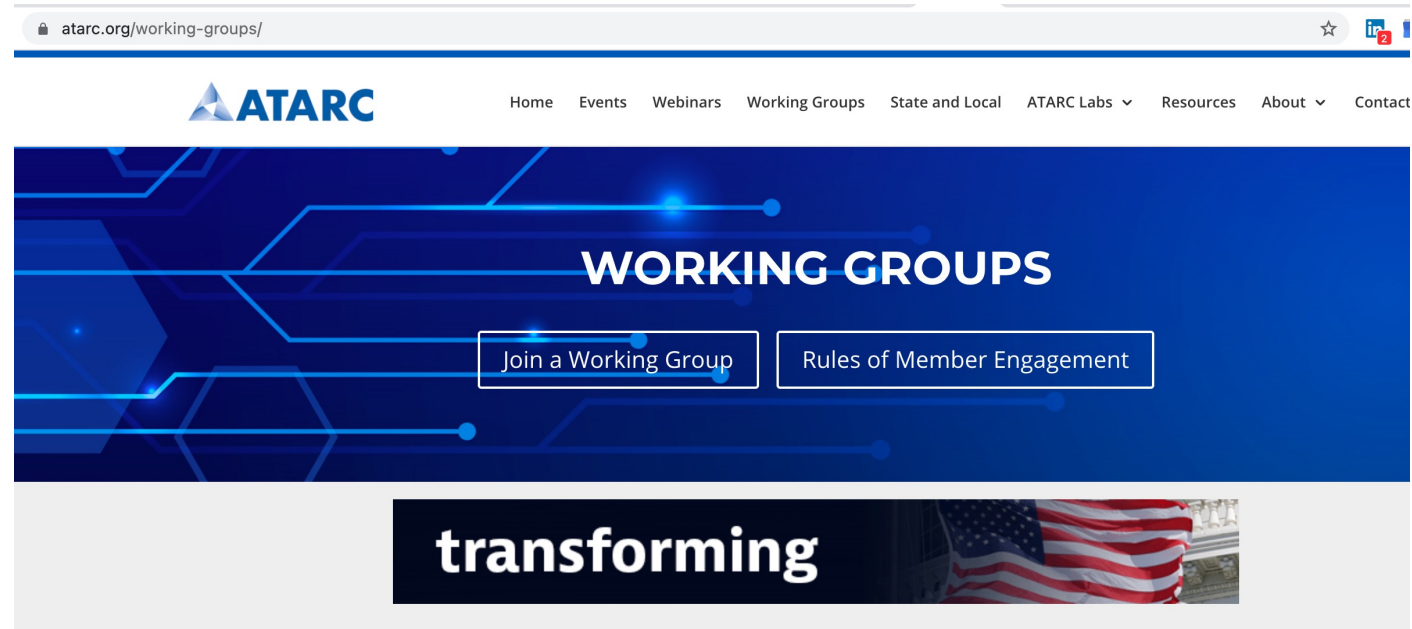 atarc.org/working-groups/
2
ATARC
Home Events Webinars Working Groups State and Local ATARC Labs Resources About Contact
WORKING GROUPS
Join a Working Group Rules of Member Engagement
transforming